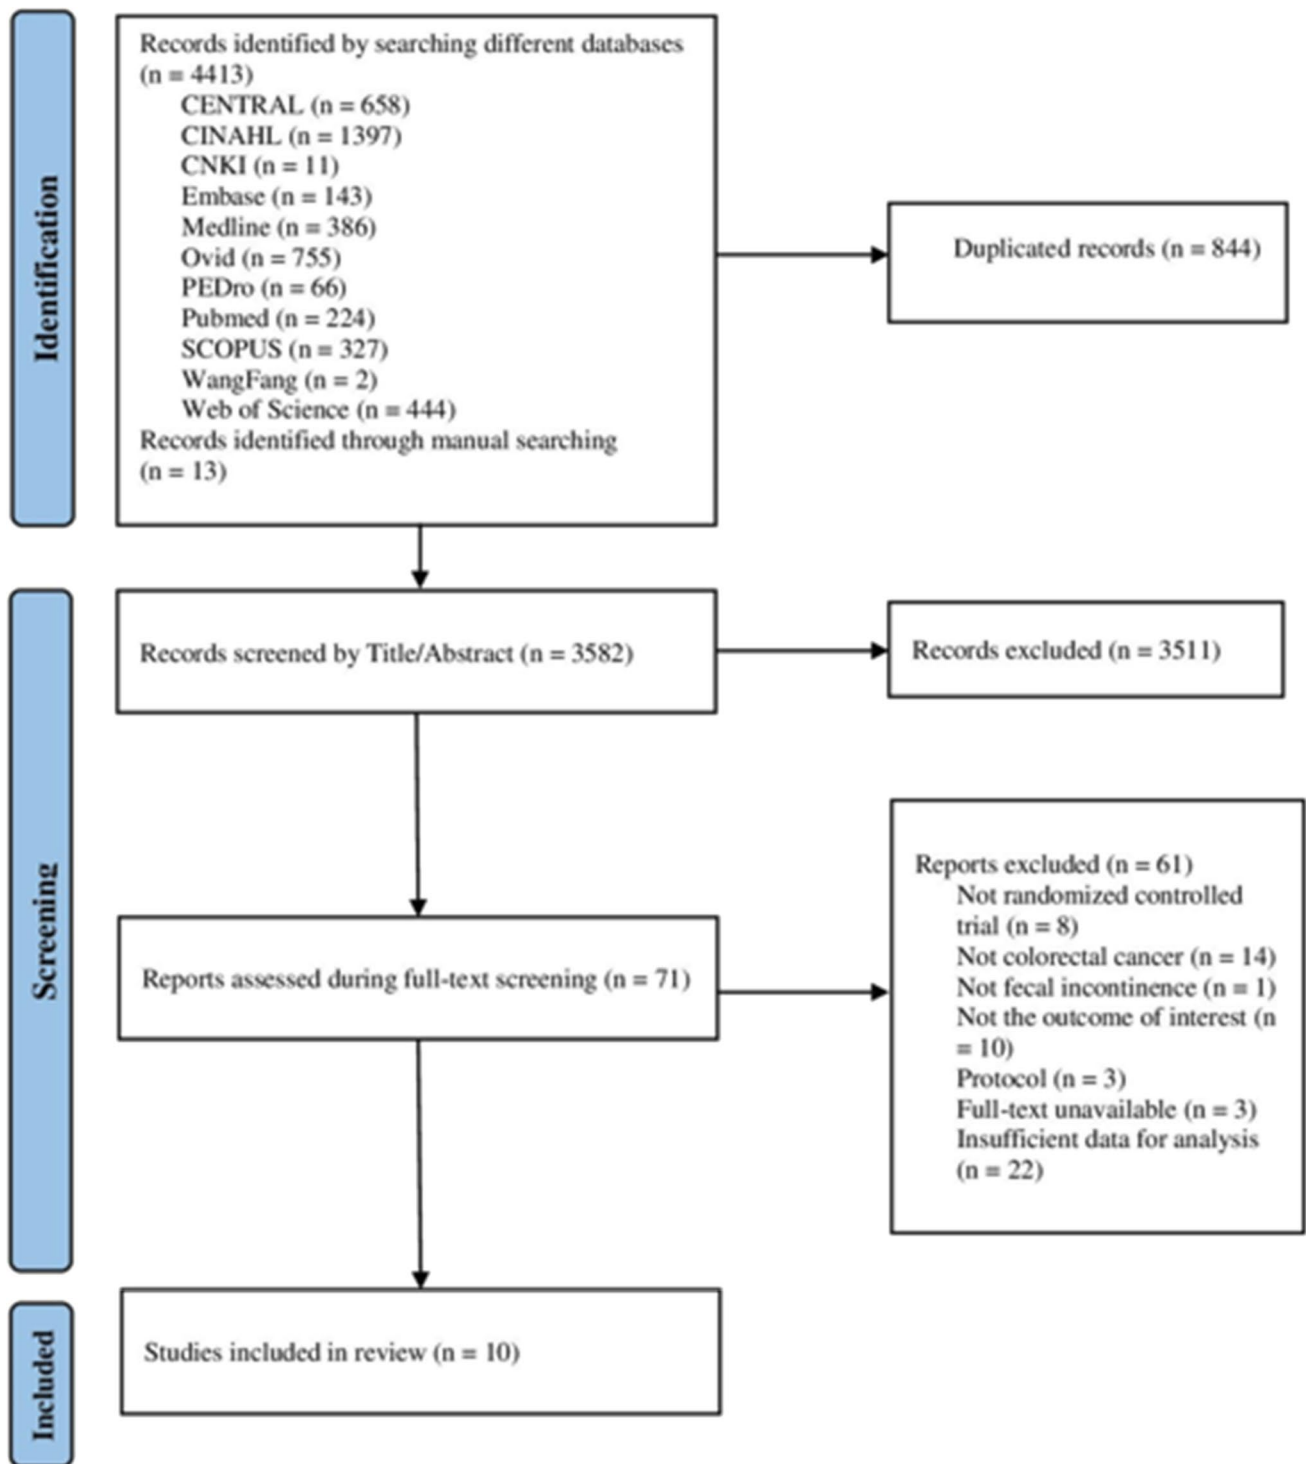 Identification
Records identified by searching different databases
(n = 4413)
CENTRAL (n = 658)
CINAHL (n = 1397)
CNKI (n = 11)
Embase (n = 143)
Medline (n = 386)
Ovid (n = 755)
PEDro (n = 66)
Pubmed (n = 224)
SCOPUS (n = 327)
WangFang (n = 2)
Web of Science (n = 444)
Records identified through manual searching
(n = 13)
Duplicated records (n = 844)
Screening
Records screened by Title/Abstract (n = 3582)
Records excluded (n = 3511)
Reports assessed during full-text screening (n = 71)
Reports excluded (n = 61)
Not randomized controlled
trial (n = 8)
Not colorectal cancer (n = 14)
Not fecal incontinence (n = 1)
Not the outcome of interest (n
= 10)
Protocol (n = 3)
Full-text unavailable (n = 3)
Insufficient data for analysis
(n = 22)
Included
Studies included in review (n = 10)